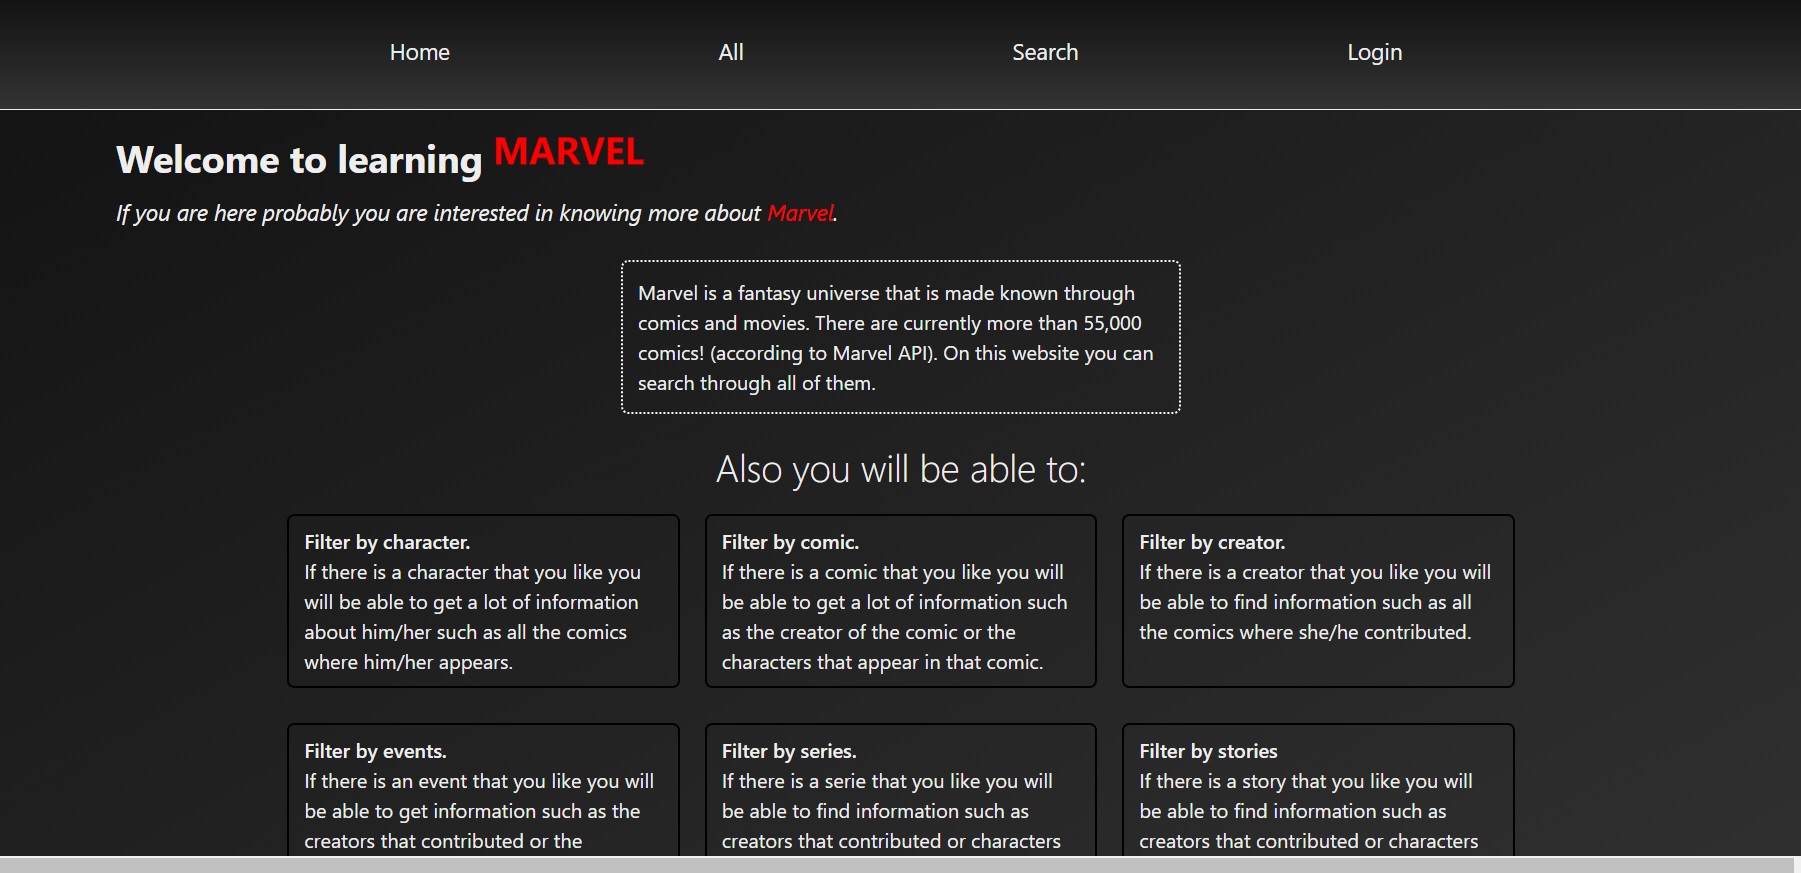 Home
All
Search
Login
Welcome to learning MARVEL
If you are here probably you are interested in knowing more about Marvel.
Marvel is a fantasy universe that is made known through
comics and movies. There are currently more than 55,000
comics! (according to Marvel API). On this website you can
search through all of them.
Also you will be able to:
Filter by character.
If there is a character that you like you
will be able to get a lot of information
about him/her such as all the comics
where him/her appears.
Filter by comic.
If there is a comic that you like you will
be able to get a lot of information such
as the creator of the comic or the
characters that appear in that comic.
Filter by creator.
If there is a creator that you like you will
be able to find information such as all
the comics where she/he contributed.
Filter by events.
If there is an event that you like you will
be able to get information such as the
creators that contributed or the
Filter by series.
If there is a serie that you like you will
be able to find information such as
creators that contributed or characters
Filter by stories
If there is a story that you like you will
be able to find information such as
creators that contributed or characters